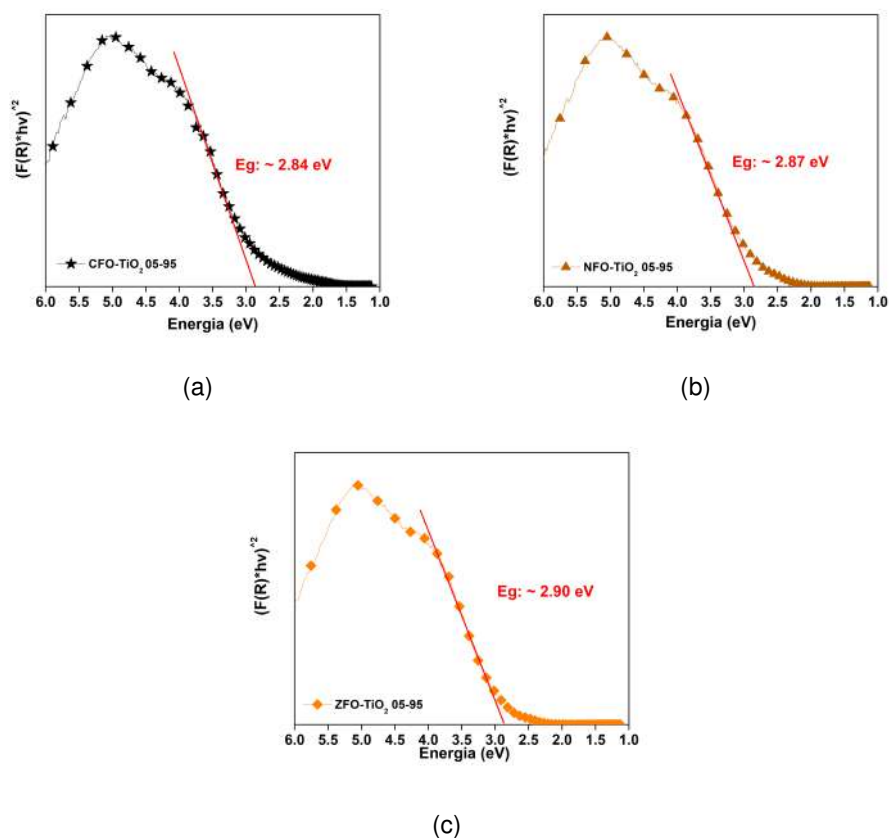 (F(R)*hv)^2
Eg: ~ 2.84 eV
CFO-TiO₂ 05-95
6.0 5.5 5.0 4.5 4.0 3.5 3.0 2.5 2.0 1.5 1.0
Energia (eV)
(a)
(F(R)*hv)^2
Eg: ~ 2.87 eV
NFO-TiO₂ 05-95
6.0 5.5 5.0 4.5 4.0 3.5 3.0 2.5 2.0 1.5 1.0
Energia (eV)
(b)
(F(R)*hv)^2
Eg: ~ 2.90 eV
ZFO-TiO₂ 05-95
6.0 5.5 5.0 4.5 4.0 3.5 3.0 2.5 2.0 1.5 1.0
Energia (eV)
(c)